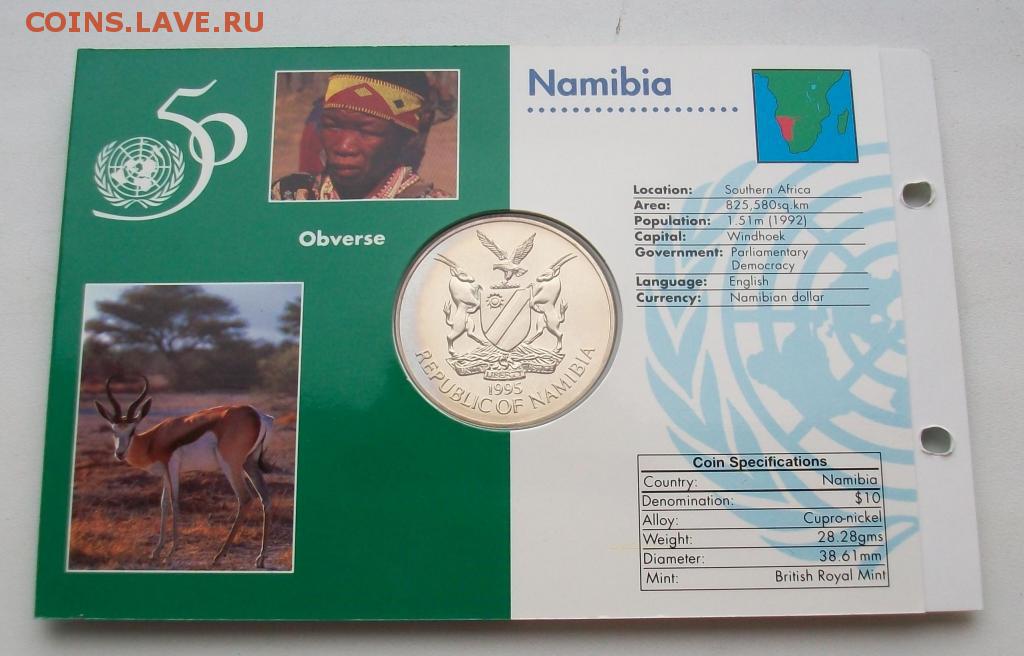 COINS.LAVE.RU
50
Obverse
Namibia
Location: Southern Africa
Area: 825,580sq.km
Population: 1.51m (1992)
Capital: Windhoek
Government: Parliamentary
Democracy
Language: English
Currency: Namibian dollar
LIBERTY
1995
REPUBLIC OF NAMIBIA
Coin Specifications
Country: Namibia
Denomination: $10
Alloy: Cupro-nickel
Weight: 28.28gms
Diameter: 38.61mm
Mint: British Royal Mint